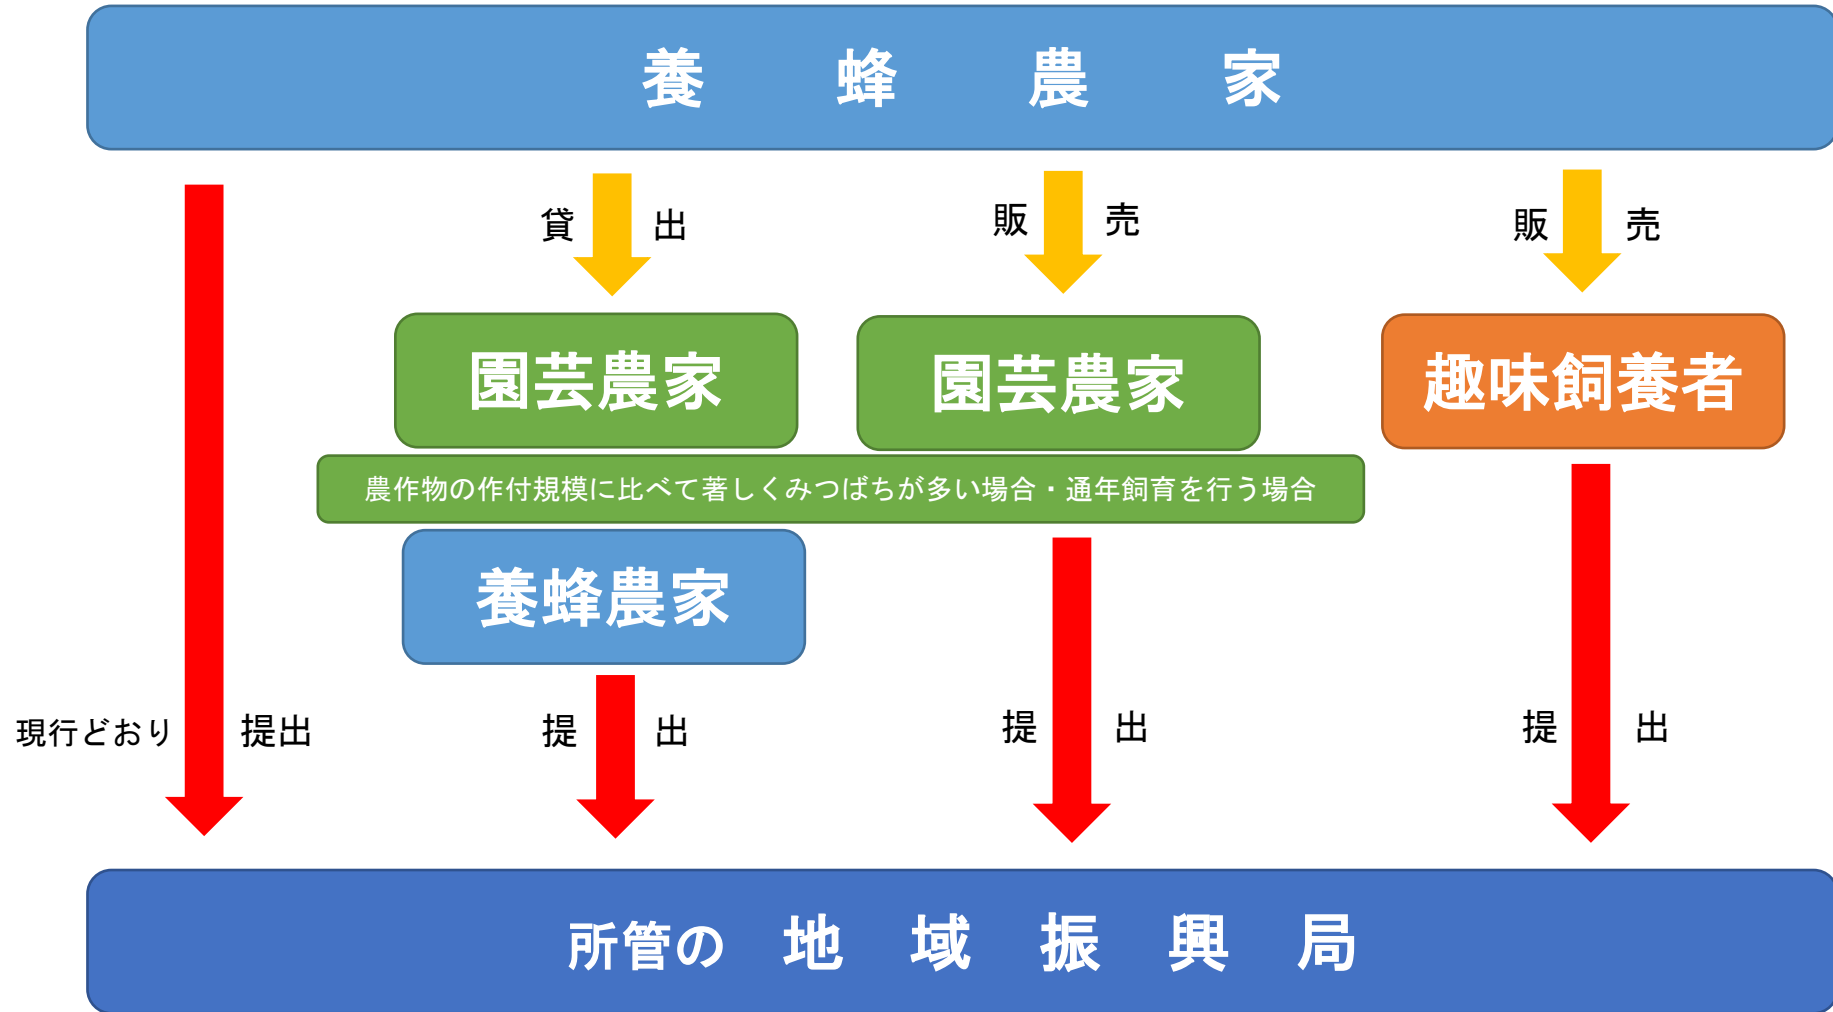 養蜂農家
貸出
販売
販売
園芸農家
園芸農家
趣味飼養者
農作物の作付規模に比べて著しくみつばちが多い場合・通年飼育を行う場合
養蜂農家
現行どおり 提出
提出
提出
提出
所管の地域振興局